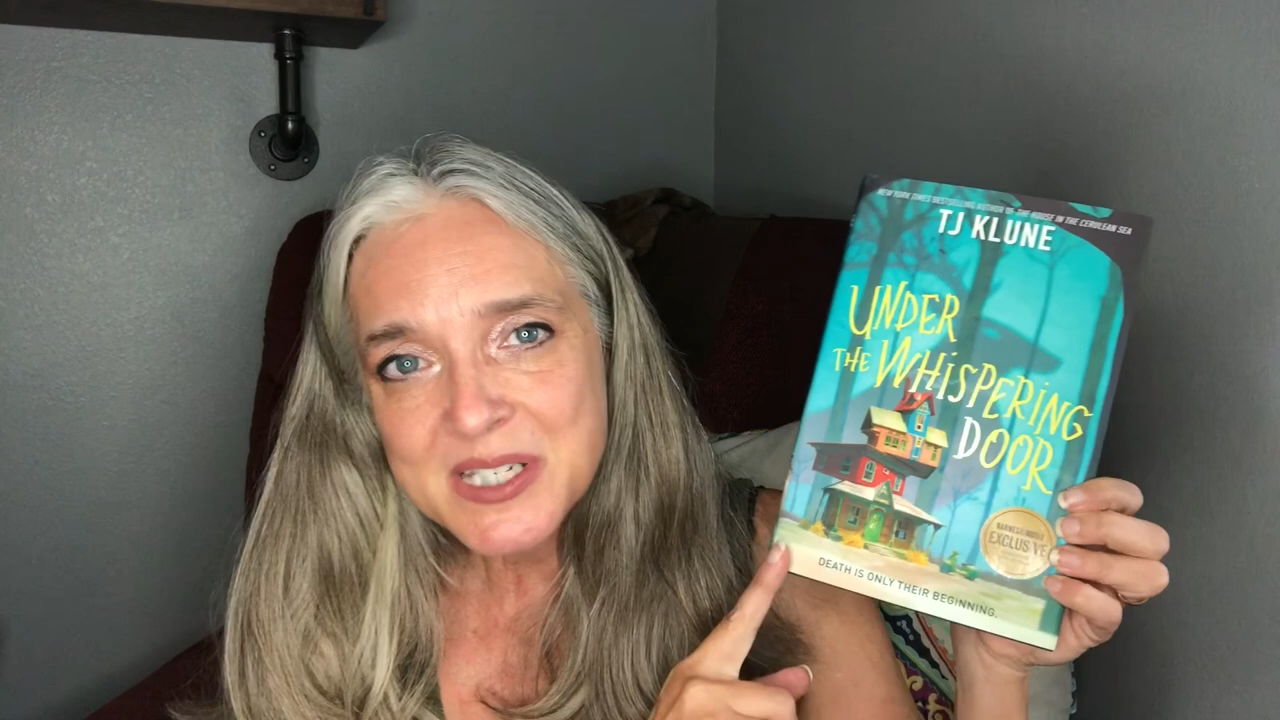 NEW YORK TIMES BESTSELLING AUTHOR OF THE HOUSE IN THE CERULEAN SEA
TJ KLUNE
UNDER
THE WHISPERING
DOOR
BARNES & NOBLE
EXCLUSIVE
DEATH IS ONLY THEIR BEGINNING.